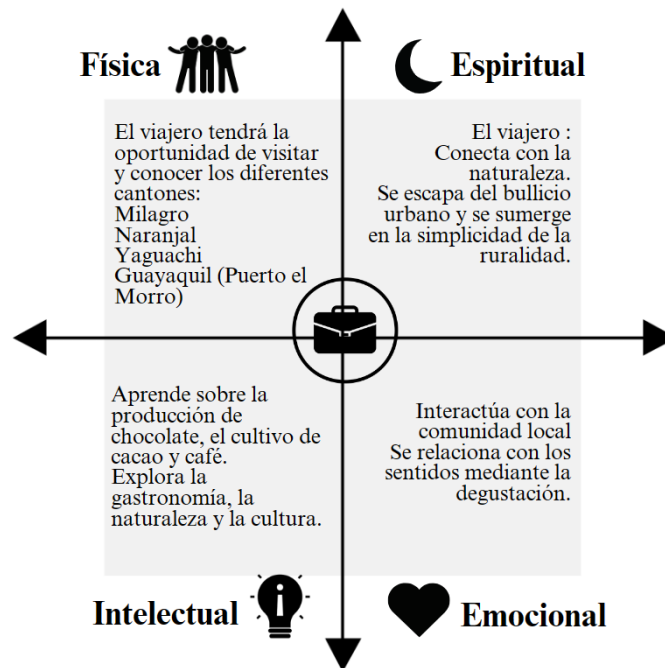 Física
El viajero tendrá la
oportunidad de visitar
y conocer los diferentes
cantones:
Milagro
Naranjal
Yaguachi
Guayaquil (Puerto el
Morro)
Espiritual
El viajero :
Conecta con la
naturaleza.
Se escapa del bullicio
urbano y se sumerge
en la simplicidad de la
ruralidad.
Aprende sobre la
producción de
chocolate, el cultivo de
cacao y café.
Explora la
gastronomía, la
naturaleza y la cultura.
Intelectual
Interactúa con la
comunidad local
Se relaciona con los
sentidos mediante la
degustación.
Emocional